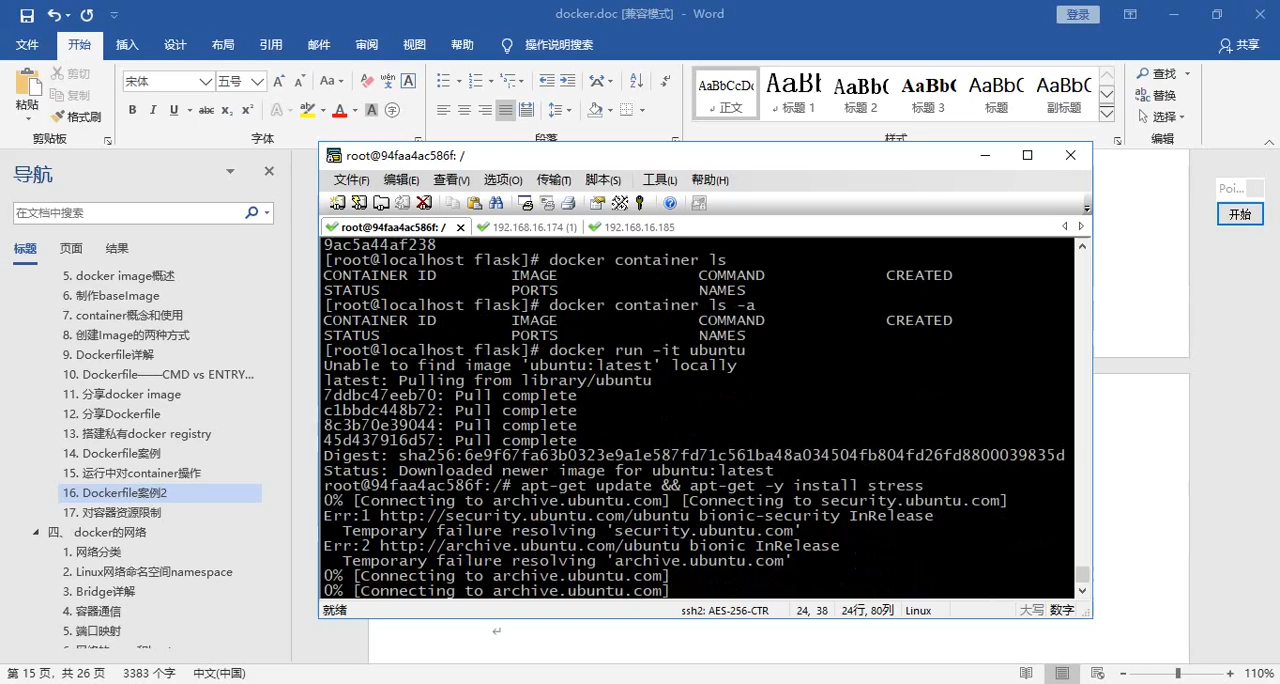 docker.doc [兼容模式] - Word
登录
文件
开始
插入
设计
布局
引用
邮件
审阅
视图
帮助
操作说明搜索
共享
粘贴
剪切
复制
格式刷
剪贴板
宋体
五号
字体
段落
AaBbCcDd
正文
AaBl
标题 1
AaBb(
标题 2
AaBb(
标题 3
AaBbC
标题
AaBbC
副标题
样式
查找
替换
选择
编辑
导航
在文档中搜索
标题
页面
结果
5. docker image概述
6. 制作baseImage
7. container概念和使用
8. 创建Image的两种方式
9. Dockerfile详解
10. Dockerfile——CMD vs ENTRY...
11. 分享docker image
12. 分享Dockerfile
13. 搭建私有docker registry
14. Dockerfile案例
15. 运行中对container操作
16. Dockerfile案例2
17. 对容器资源限制
四、 docker的网络
1. 网络分类
2. Linux网络命名空间namespace
3. Bridge详解
4. 容器通信
5. 端口映射
root@94faa4ac586f: /
文件(F) 编辑(E) 查看(V) 选项(O) 传输(T) 脚本(S) 工具(L) 帮助(H)
root@94faa4ac586f: /
192.168.16.174 (1)
192.168.16.185
9ac5a44af238
[root@localhost flask]# docker container ls
CONTAINER ID IMAGE COMMAND CREATED
STATUS PORTS NAMES
[root@localhost flask]# docker container ls -a
CONTAINER ID IMAGE COMMAND CREATED
STATUS PORTS NAMES
[root@localhost flask]# docker run -it ubuntu
Unable to find image 'ubuntu:latest' locally
latest: Pulling from library/ubuntu
7ddbc47eeb70: Pull complete
c1bbdc448b72: Pull complete
8c3b70e39044: Pull complete
45d437916d57: Pull complete
Digest: sha256:6e9f67fa63b0323e9a1e587fd71c561ba48a034504fb804fd26fd8800039835d
Status: Downloaded newer image for ubuntu:latest
root@94faa4ac586f:/# apt-get update && apt-get -y install stress
0% [Connecting to archive.ubuntu.com] [Connecting to security.ubuntu.com]
Err:1 http://security.ubuntu.com/ubuntu bionic-security InRelease
Temporary failure resolving 'security.ubuntu.com'
Err:2 http://archive.ubuntu.com/ubuntu bionic InRelease
Temporary failure resolving 'archive.ubuntu.com'
0% [Connecting to archive.ubuntu.com]
0% [Connecting to archive.ubuntu.com]
就绪
ssh2: AES-256-CTR
24, 38
24行, 80列
Linux
大写 数字
Poi...
开始
第 15 页，共 26 页
3383 个字
中文(中国)
110%